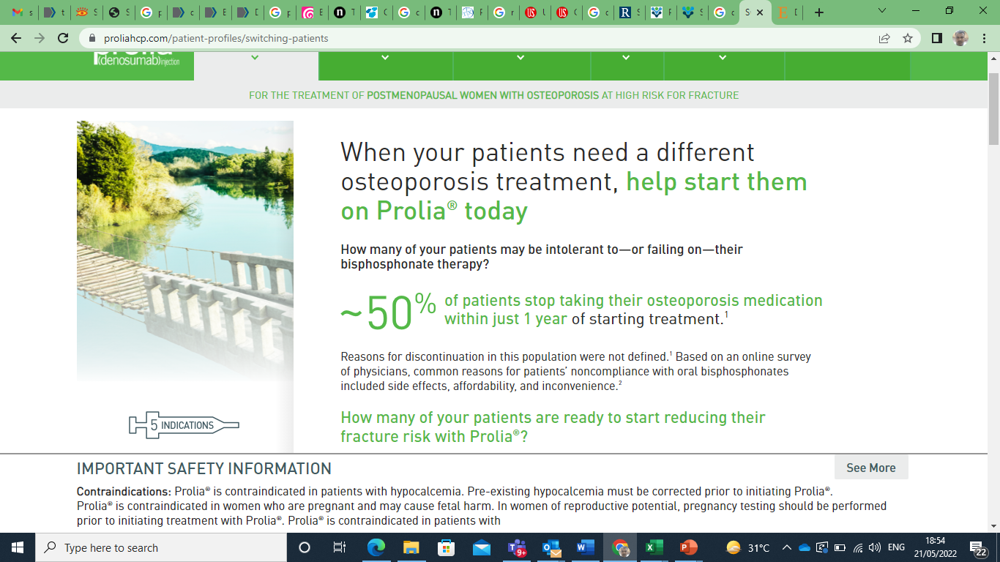 s
t
S
S
p
c
E
D
p
E
T
C
c
T
F
r
U
C
c
S
F
S
c
S
E
proliahcp.com/patient-profiles/switching-patients
prolia
(denosumab) injection
FOR THE TREATMENT OF POSTMENOPAUSAL WOMEN WITH OSTEOPOROSIS AT HIGH RISK FOR FRACTURE
When your patients need a different
osteoporosis treatment, help start them
on Prolia® today
How many of your patients may be intolerant to—or failing on—their
bisphosphonate therapy?
~50% of patients stop taking their osteoporosis medication
within just 1 year of starting treatment.1
Reasons for discontinuation in this population were not defined.1 Based on an online survey
of physicians, common reasons for patients’ noncompliance with oral bisphosphonates
included side effects, affordability, and inconvenience.2
5 INDICATIONS
How many of your patients are ready to start reducing their
fracture risk with Prolia®?
IMPORTANT SAFETY INFORMATION
See More
Contraindications: Prolia® is contraindicated in patients with hypocalcemia. Pre-existing hypocalcemia must be corrected prior to initiating Prolia®.
Prolia® is contraindicated in women who are pregnant and may cause fetal harm. In women of reproductive potential, pregnancy testing should be performed
prior to initiating treatment with Prolia®. Prolia® is contraindicated in patients with
Type here to search
9+
31°C
ENG
18:54
21/05/2022
22